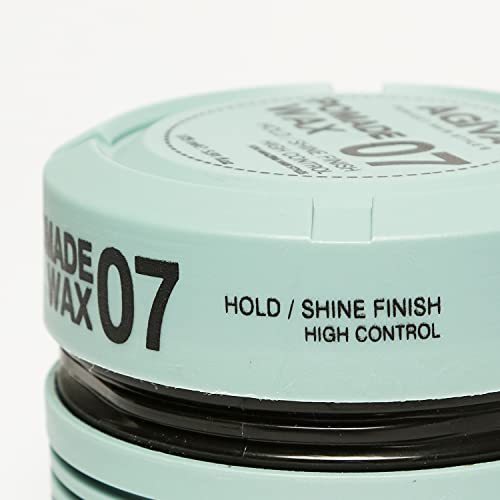 AGIVA
POMADE
WAX 07
HOLD / SHINE FINISH
HIGH CONTROL
MADE
WAX 07
HOLD / SHINE FINISH
HIGH CONTROL